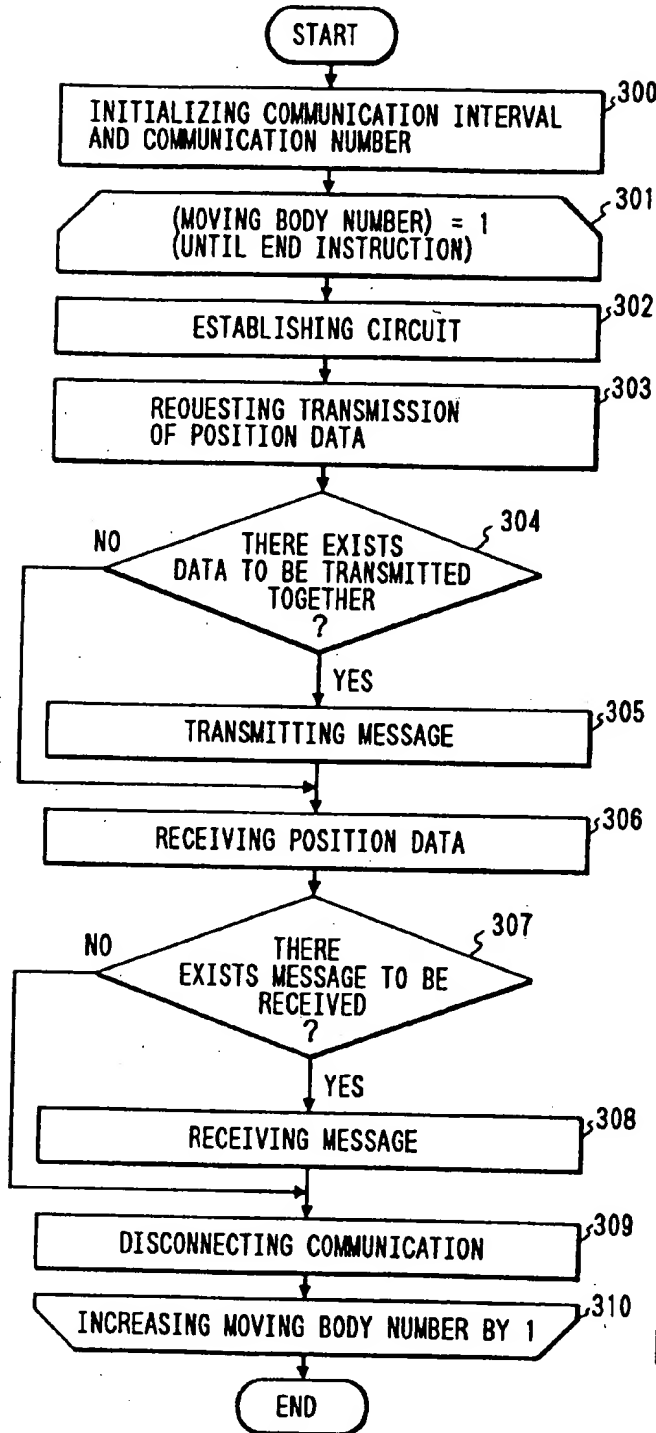 START
300
INITIALIZING COMMUNICATION INTERVAL
AND COMMUNICATION NUMBER
301
(MOVING BODY NUMBER) = 1
(UNTIL END INSTRUCTION)
302
ESTABLISHING CIRCUIT
303
REQUESTING TRANSMISSION
OF POSITION DATA
304
NO
THERE EXISTS
DATA TO BE TRANSMITTED
TOGETHER
?
YES
305
TRANSMITTING MESSAGE
306
RECEIVING POSITION DATA
307
NO
THERE
EXISTS MESSAGE TO BE
RECEIVED
?
YES
308
RECEIVING MESSAGE
309
DISCONNECTING COMMUNICATION
310
INCREASING MOVING BODY NUMBER BY 1
END